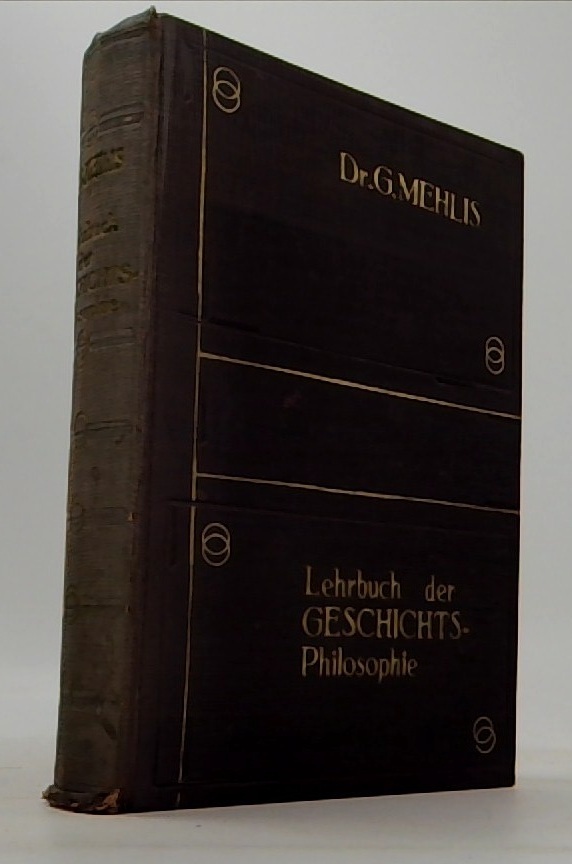 Dr. G. MEHLIS
Lehrbuch der
GESCHICHTS-
Philosophie